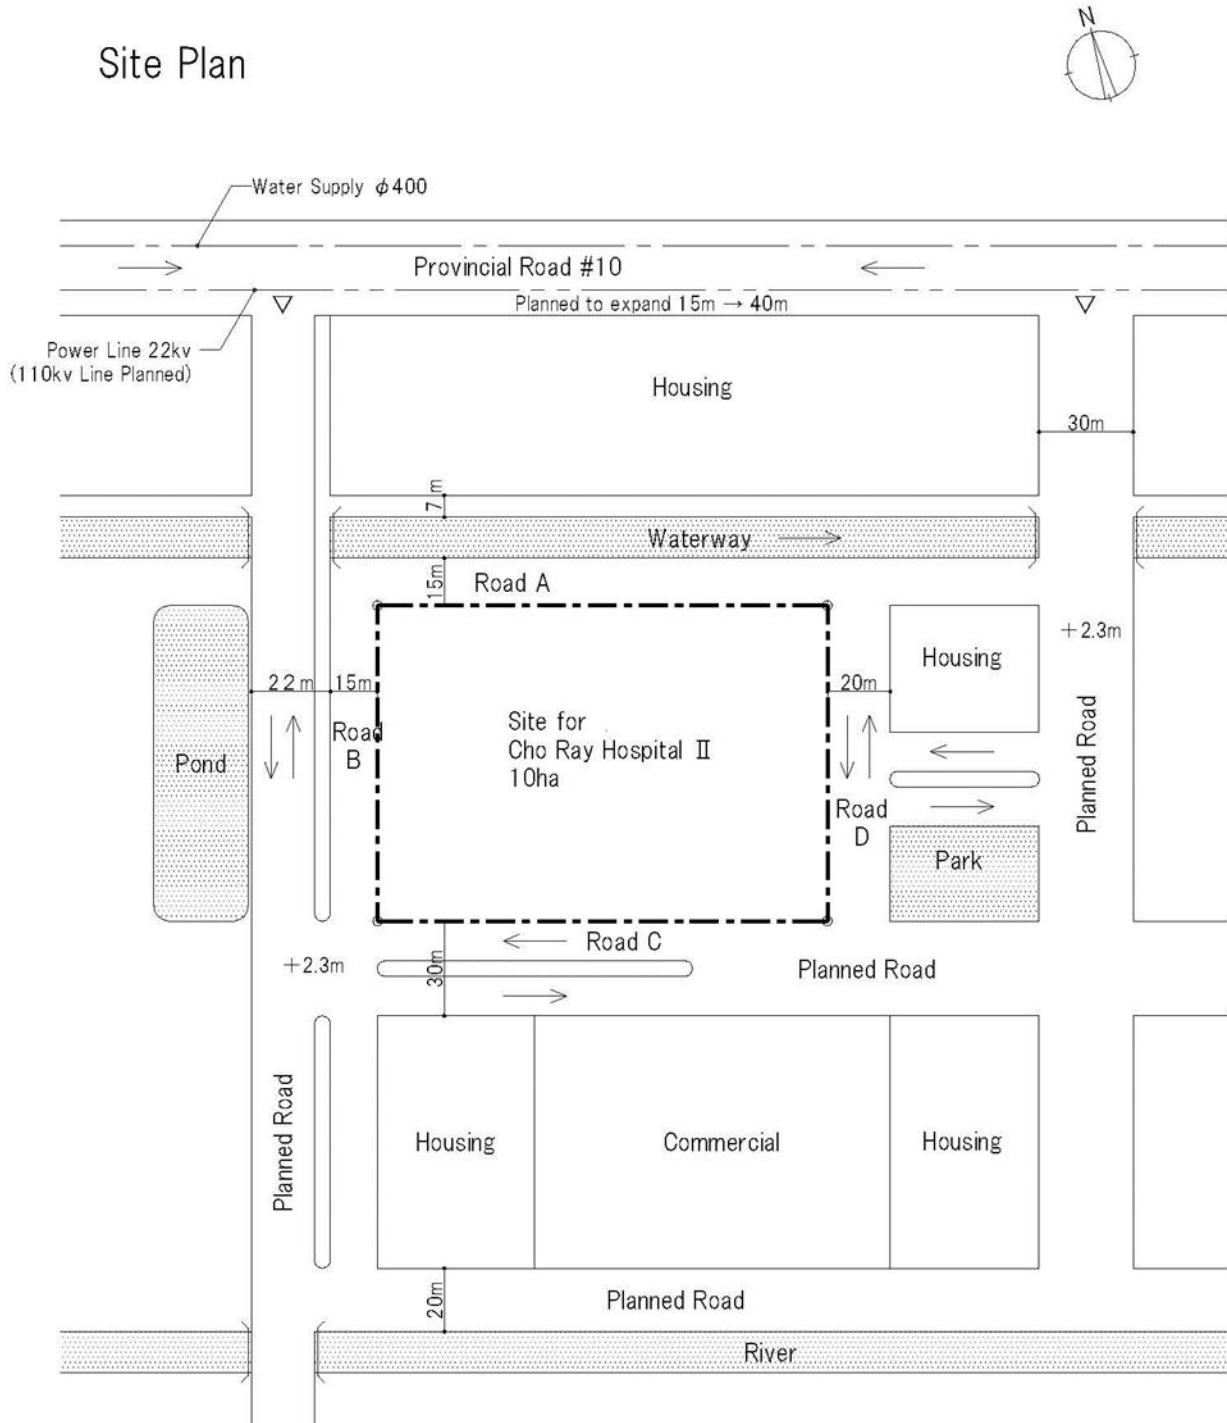 N
Site Plan
Water Supply φ400
Provincial Road #10
Planned to expand 15m → 40m
Power Line 22kv
(110kv Line Planned)
Housing
30m
7m
Waterway
15m
Road A
+2.3m
Housing
22m
15m
20m
Site for
Cho Ray Hospital Ⅱ
10ha
Road
B
Pond
Planned Road
Road
D
Park
Road C
+2.3m
30m
Planned Road
Planned Road
Housing
Commercial
Housing
20m
Planned Road
River